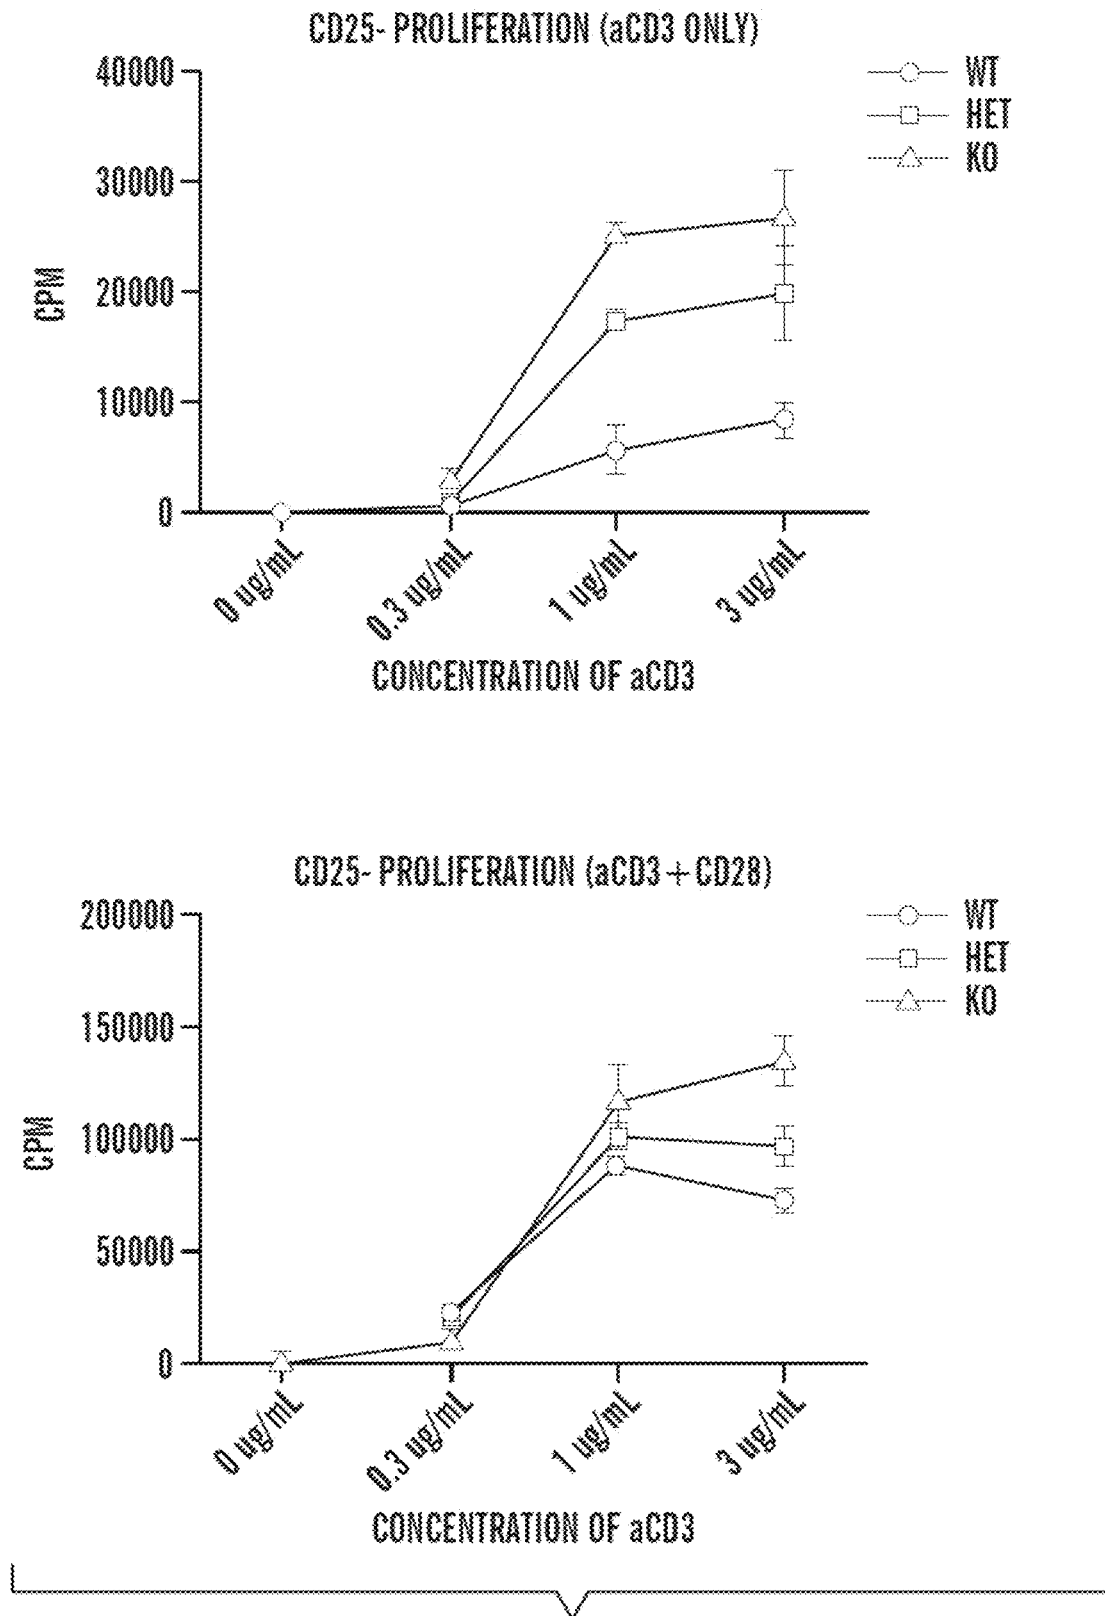 CD25- PROLIFERATION (aCD3 ONLY)
WT
HET
KO
CPM
40000
30000
20000
10000
0
0 ug/mL
0.3 ug/mL
1 ug/mL
3 ug/mL
CONCENTRATION OF aCD3
CD25- PROLIFERATION (aCD3+CD28)
WT
HET
KO
CPM
200000
150000
100000
50000
0
0 ug/mL
0.3 ug/mL
1 ug/mL
3 ug/mL
CONCENTRATION OF aCD3